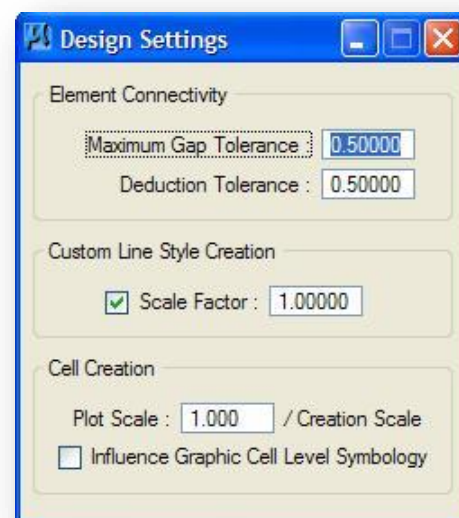 Design Settings
Element Connectivity
Maximum Gap Tolerance : 0.50000
Deduction Tolerance : 0.50000
Custom Line Style Creation
Scale Factor : 1.00000
Cell Creation
Plot Scale : 1.000 / Creation Scale
Influence Graphic Cell Level Symbology